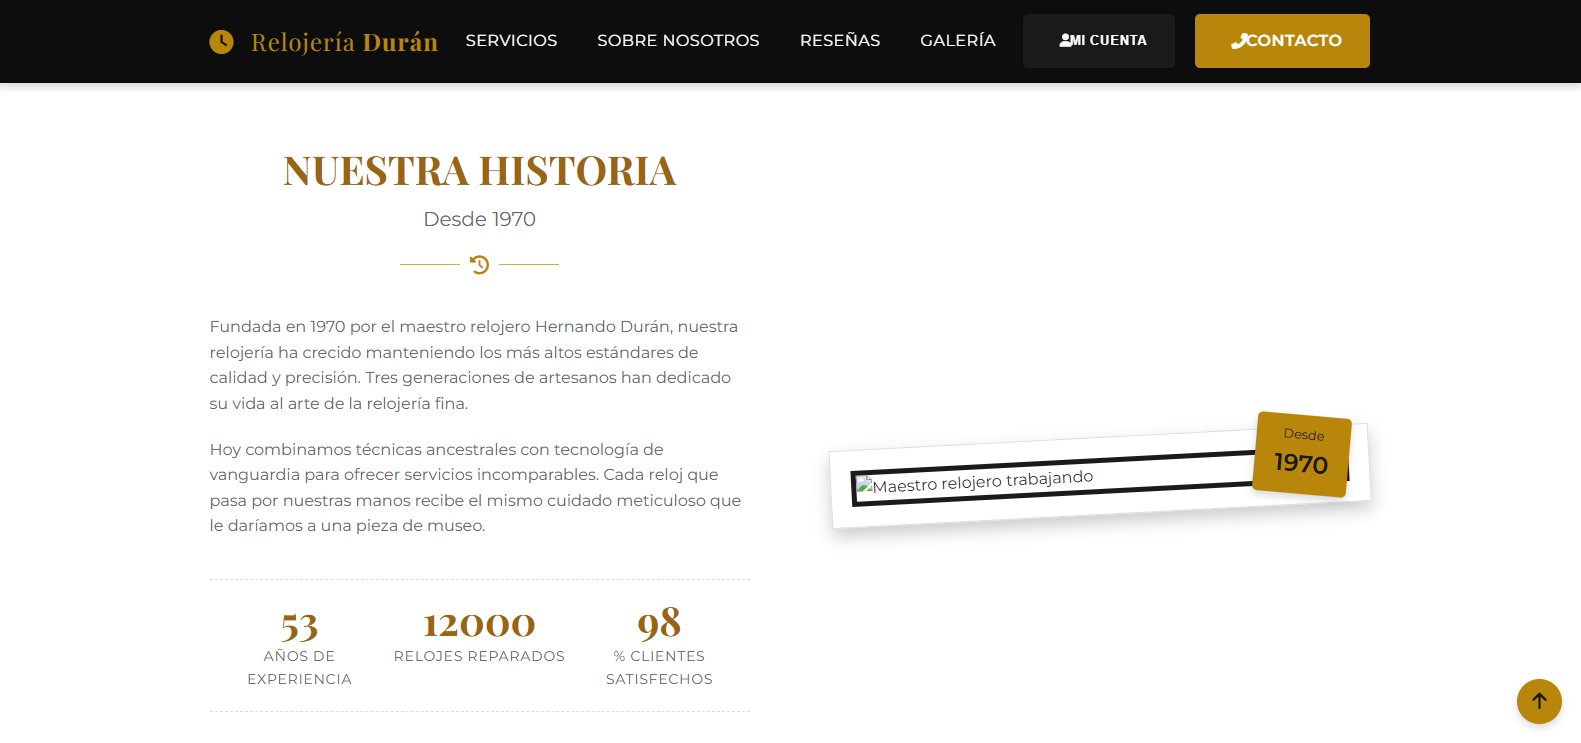 Relojería Durán
SERVICIOS
SOBRE NOSOTROS
RESEÑAS
GALERÍA
MI CUENTA
CONTACTO
NUESTRA HISTORIA
Desde 1970
Fundada en 1970 por el maestro relojero Hernando Durán, nuestra
relojería ha crecido manteniendo los más altos estándares de
calidad y precisión. Tres generaciones de artesanos han dedicado
su vida al arte de la relojería fina.
Hoy combinamos técnicas ancestrales con tecnología de
vanguardia para ofrecer servicios incomparables. Cada reloj que
pasa por nuestras manos recibe el mismo cuidado meticuloso que
le daríamos a una pieza de museo.
53
AÑOS DE
EXPERIENCIA
12000
RELOJES REPARADOS
98
% CLIENTES
SATISFECHOS
Desde
1970
Maestro relojero trabajando